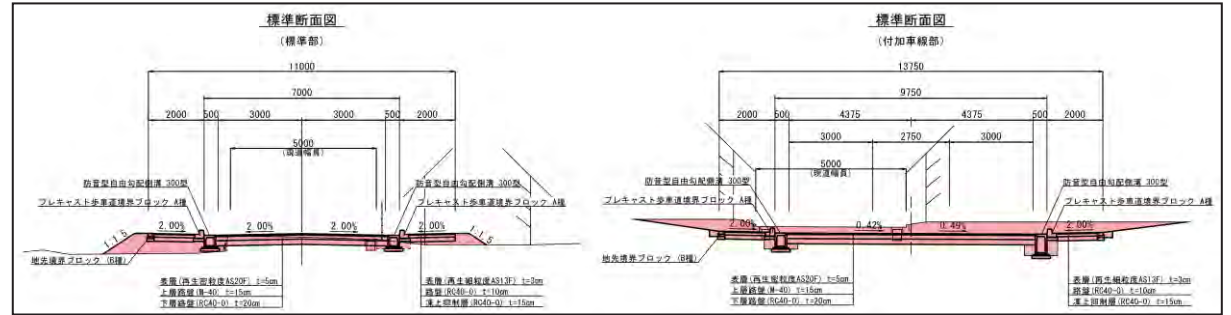 標準断面図
(標準部)
11000
7000
2000 500 3000 3000 500 2000
5000
(現道幅員)
防音型自由勾配側溝 300型 防音型自由勾配側溝 300型
プレキャスト歩車道境界ブロック A種 プレキャスト歩車道境界ブロック A種
2.00% 2.00% 2.00% 2.00%
1:1.5 1:1.5
地先境界ブロック (B種)
表層(再生密粒度AS20F) t=5cm
上層路盤(M-40) t=15cm
下層路盤(RC40-0) t=20cm
表層(再生細粒度AS13F) t=3cm
路盤(RC40-0) t=10cm
凍上抑制層(RC40-0) t=15cm
標準断面図
(付加車線部)
13750
9750
2000 500 4375 4375 500 2000
3000 2750 3000
5000
(現道幅員)
防音型自由勾配側溝 300型 防音型自由勾配側溝 300型
プレキャスト歩車道境界ブロック A種 プレキャスト歩車道境界ブロック A種
2.00% 0.42% 0.49% 2.00%
地先境界ブロック (B種)
表層(再生密粒度AS20F) t=5cm
上層路盤(M-40) t=15cm
下層路盤(RC40-0) t=20cm
表層(再生細粒度AS13F) t=3cm
路盤(RC40-0) t=10cm
凍上抑制層(RC40-0) t=15cm